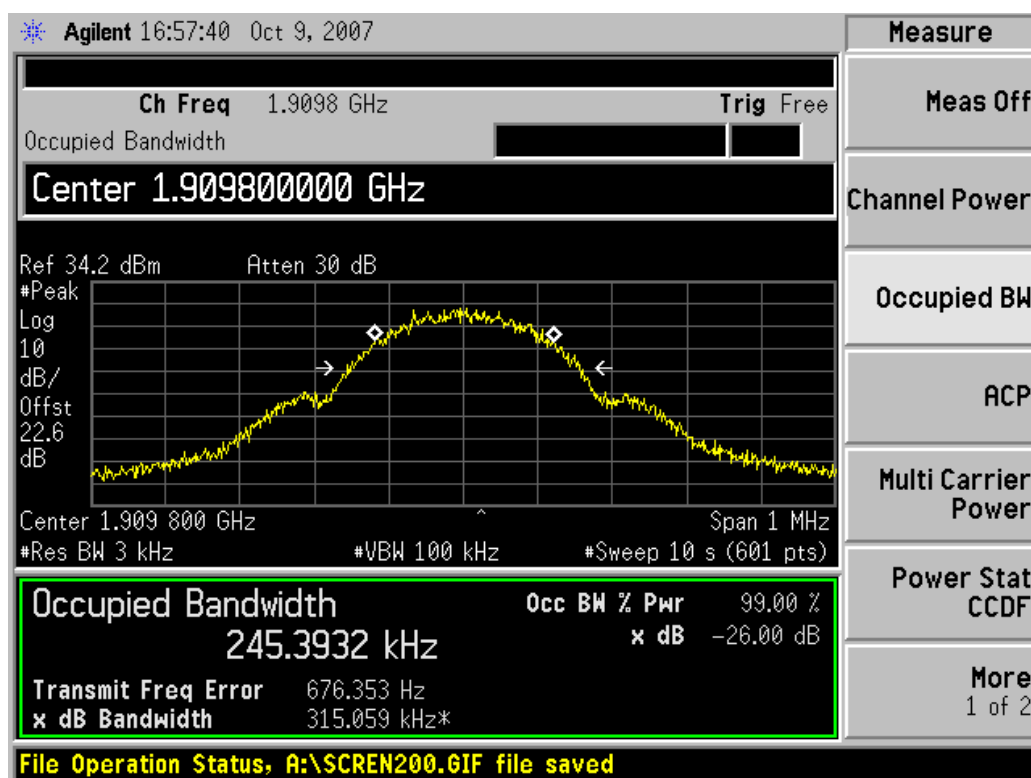 Agilent 16:57:40 Oct 9, 2007
Ch Freq 1.9098 GHz Trig Free
Occupied Bandwidth
Center 1.909800000 GHz
Ref 34.2 dBm Atten 30 dB
#Peak
Log
10
dB/
Offst
22.6
dB
Center 1.909 800 GHz ^ Span 1 MHz
#Res BW 3 kHz #VBW 100 kHz #Sweep 10 s (601 pts)
Occupied Bandwidth Occ BW % Pwr 99.00 %
245.3932 kHz x dB -26.00 dB
Transmit Freq Error 676.353 Hz
x dB Bandwidth 315.059 kHz*
File Operation Status, A:\SCREN200.GIF file saved
Measure
Meas Off
Channel Power
Occupied BW
ACP
Multi Carrier
Power
Power Stat
CCDF
More
1 of 2